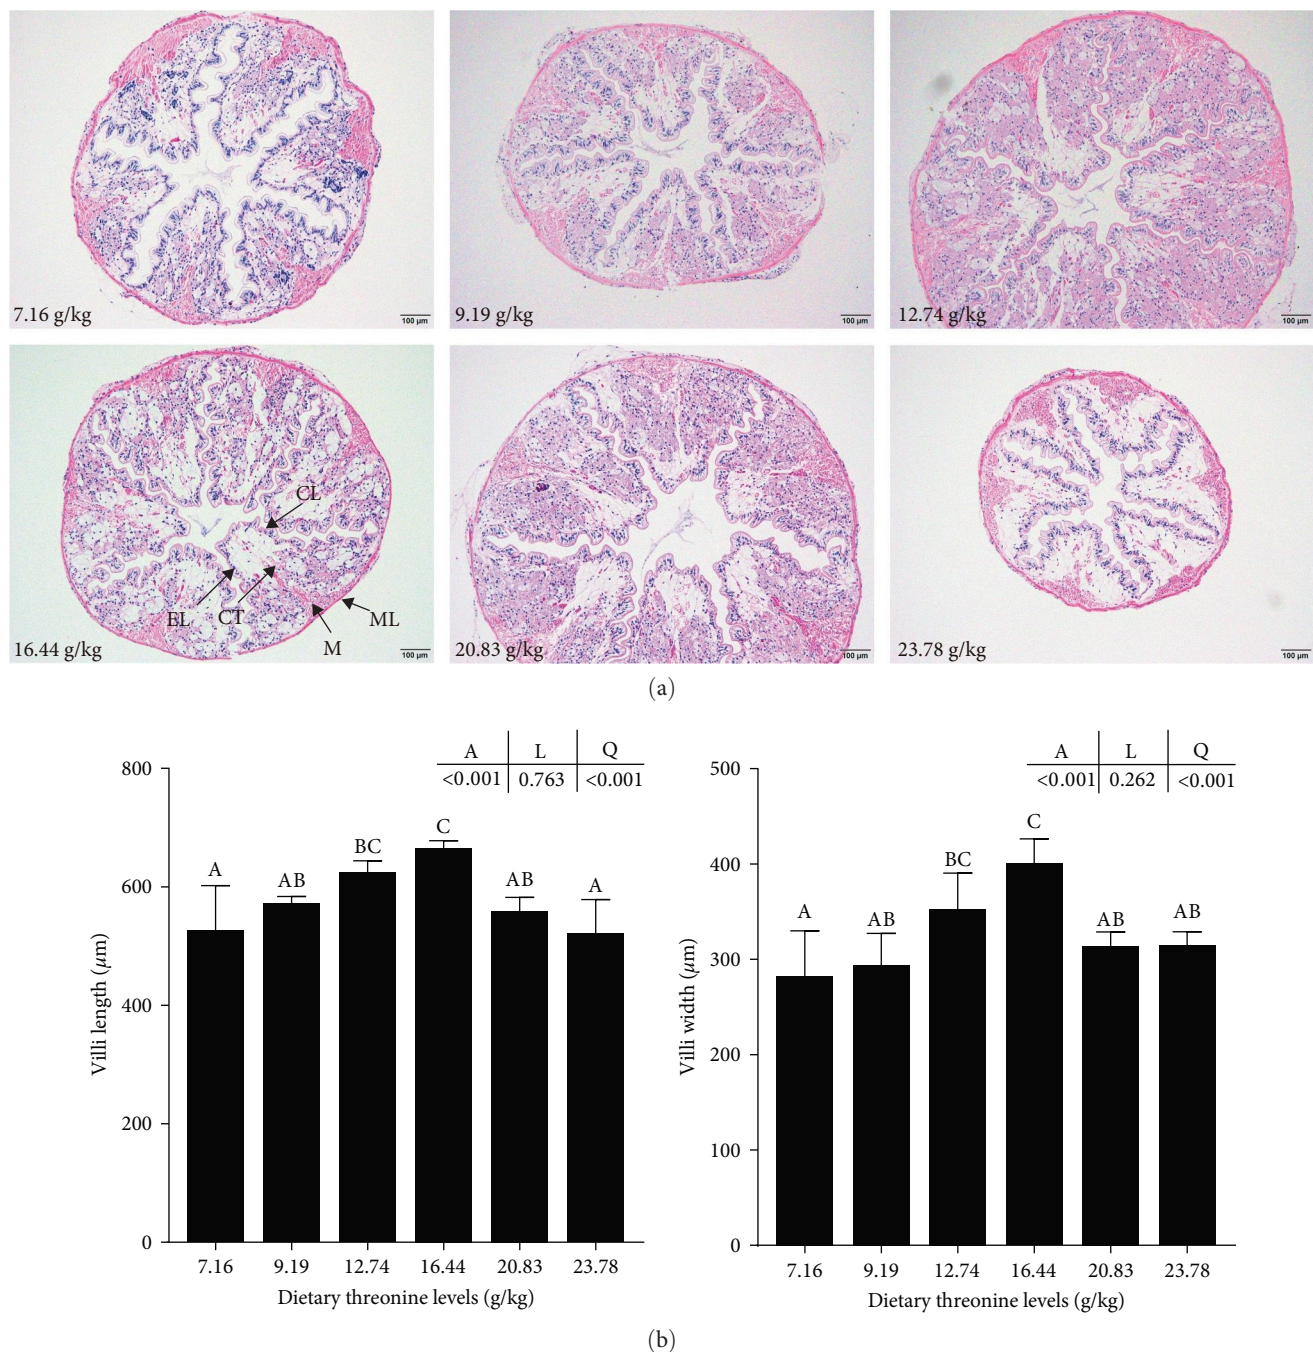 7.16 g/kg
100 µm
9.19 g/kg
100 µm
12.74 g/kg
100 µm
CL
EL
CT
ML
M
16.44 g/kg
100 µm
20.83 g/kg
100 µm
23.78 g/kg
100 µm
(a)
A L Q
<0.001 0.763 <0.001
800
600
400
200
0
Villi length (µm)
A
AB
BC
C
AB
A
7.16 9.19 12.74 16.44 20.83 23.78
Dietary threonine levels (g/kg)
A L Q
<0.001 0.262 <0.001
500
400
300
200
100
0
Villi width (µm)
A
AB
BC
C
AB
AB
7.16 9.19 12.74 16.44 20.83 23.78
Dietary threonine levels (g/kg)
(b)